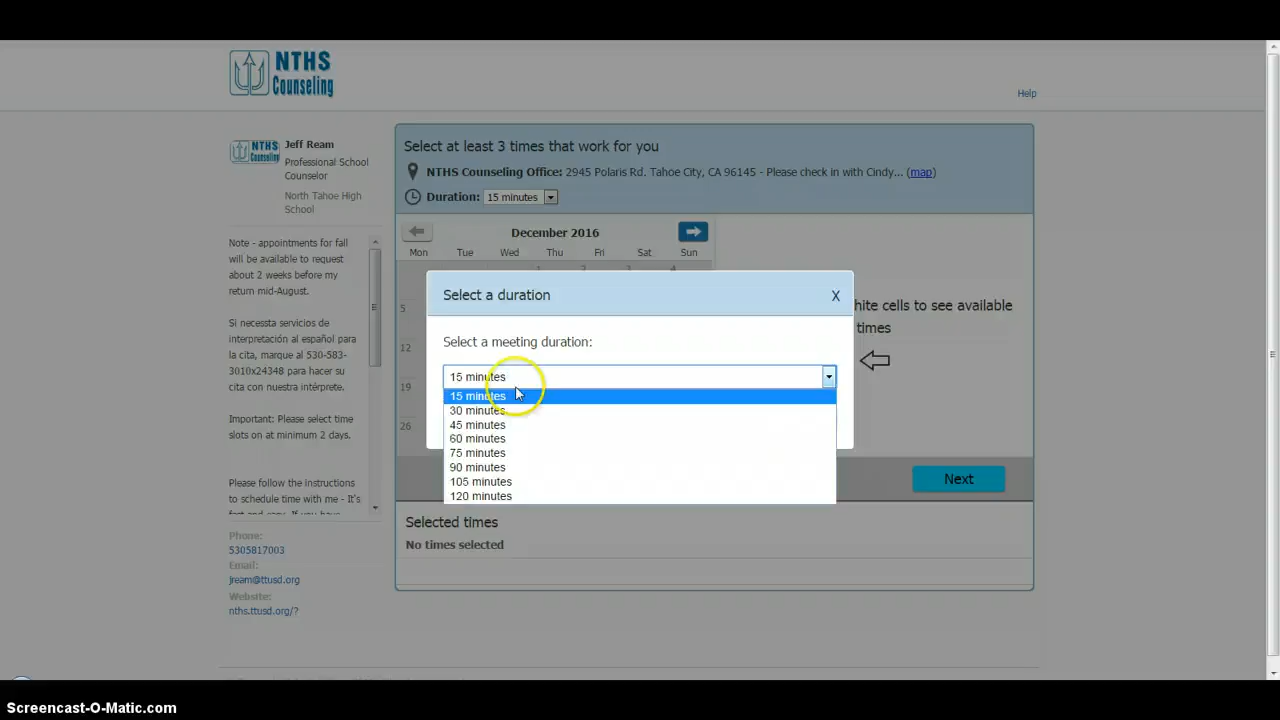 NTHS
Counseling
Help
NTHS
Counseling
Jeff Ream
Professional School
Counselor
North Tahoe High
School
Note - appointments for fall
will be available to request
about 2 weeks before my
return mid-August.
Si necessita servicios de
interpretación al español para
la cita, marque al 530-583-
3010x24348 para hacer su
cita con nuestra intérprete.
Important: Please select time
slots on at minimum 2 days.
Please follow the instructions
to schedule time with me - It's
Phone:
5305817003
Email:
jream@ttusd.org
Website:
nths.ttusd.org/?
Select at least 3 times that work for you
NTHS Counseling Office: 2945 Polaris Rd. Tahoe City, CA 96145 - Please check in with Cindy... (map)
Duration: 15 minutes
December 2016
Mon Tue Wed Thu Fri Sat Sun
1 2 3 4
5
12
19
26
hite cells to see available
times
Select a duration X
Select a meeting duration:
15 minutes
15 minutes
30 minutes
45 minutes
60 minutes
75 minutes
90 minutes
105 minutes
120 minutes
Next
Selected times
No times selected
Screencast-O-Matic.com